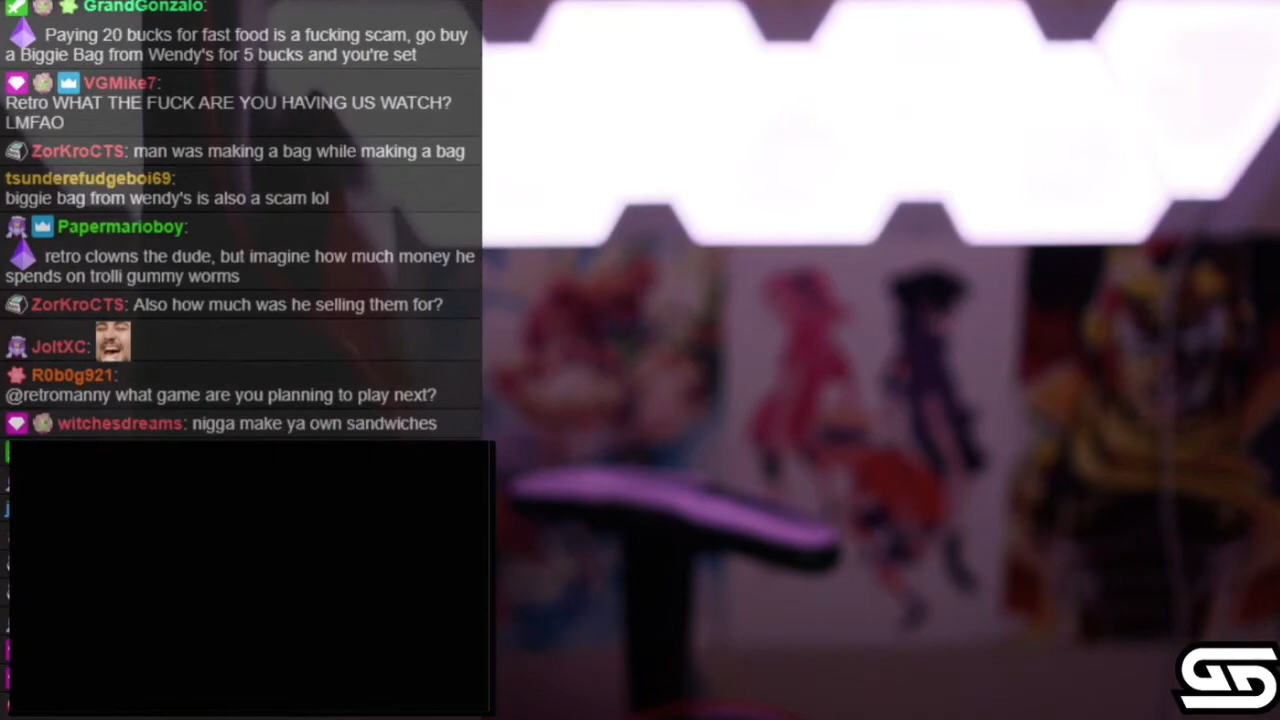 GrandGonzalo:
Paying 20 bucks for fast food is a fucking scam, go buy
a Biggie Bag from Wendy's for 5 bucks and you're set
VGMike7:
Retro WHAT THE FUCK ARE YOU HAVING US WATCH?
LMFAO
ZorKroCTS: man was making a bag while making a bag
tsunderefudgeboi69:
biggie bag from wendy's is also a scam lol
Papermarioboy:
retro clowns the dude, but imagine how much money he
spends on trolli gummy worms
ZorKroCTS: Also how much was he selling them for?
JoltXC:
R0b0g921:
@retromanny what game are you planning to play next?
witchesdreams: nigga make ya own sandwiches